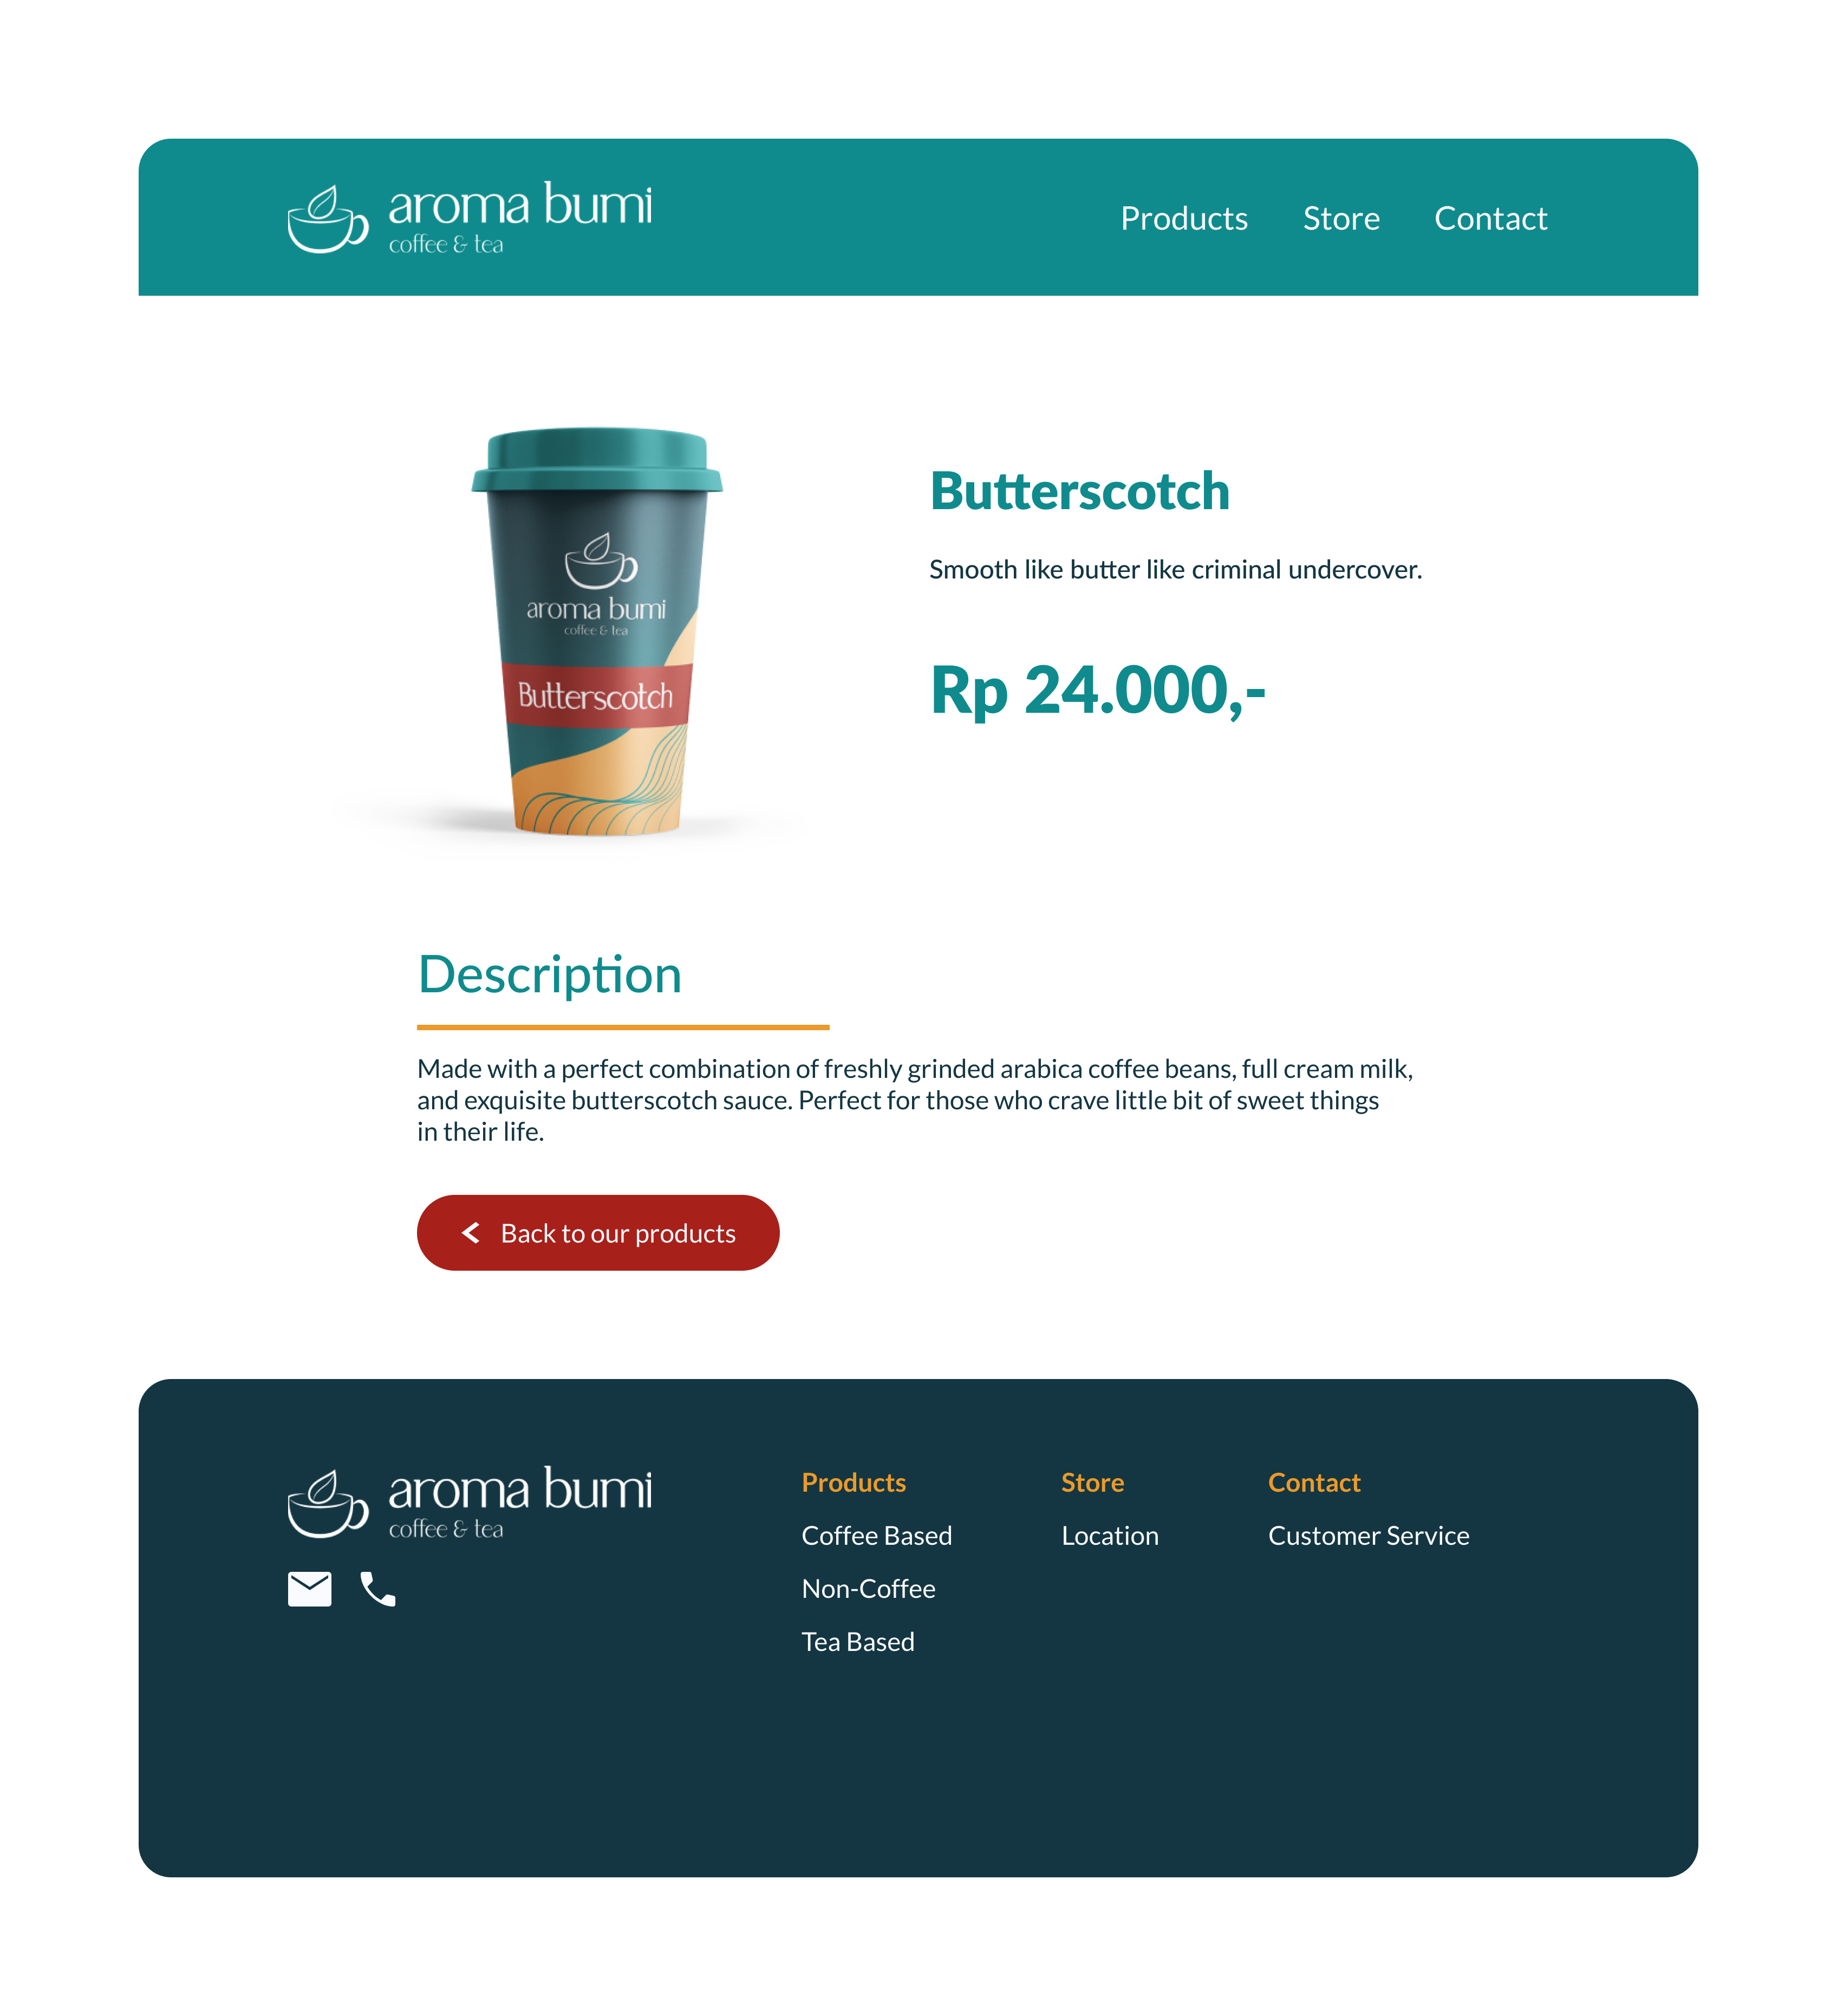 aroma bumi
coffee & tea
Products Store Contact
aroma bumi
coffee & tea
Butterscotch
Butterscotch
Smooth like butter like criminal undercover.
Rp 24.000,-
Description
Made with a perfect combination of freshly grinded arabica coffee beans, full cream milk,
and exquisite butterscotch sauce. Perfect for those who crave little bit of sweet things
in their life.
Back to our products
aroma bumi
coffee & tea
Products
Coffee Based
Non-Coffee
Tea Based
Store
Location
Contact
Customer Service